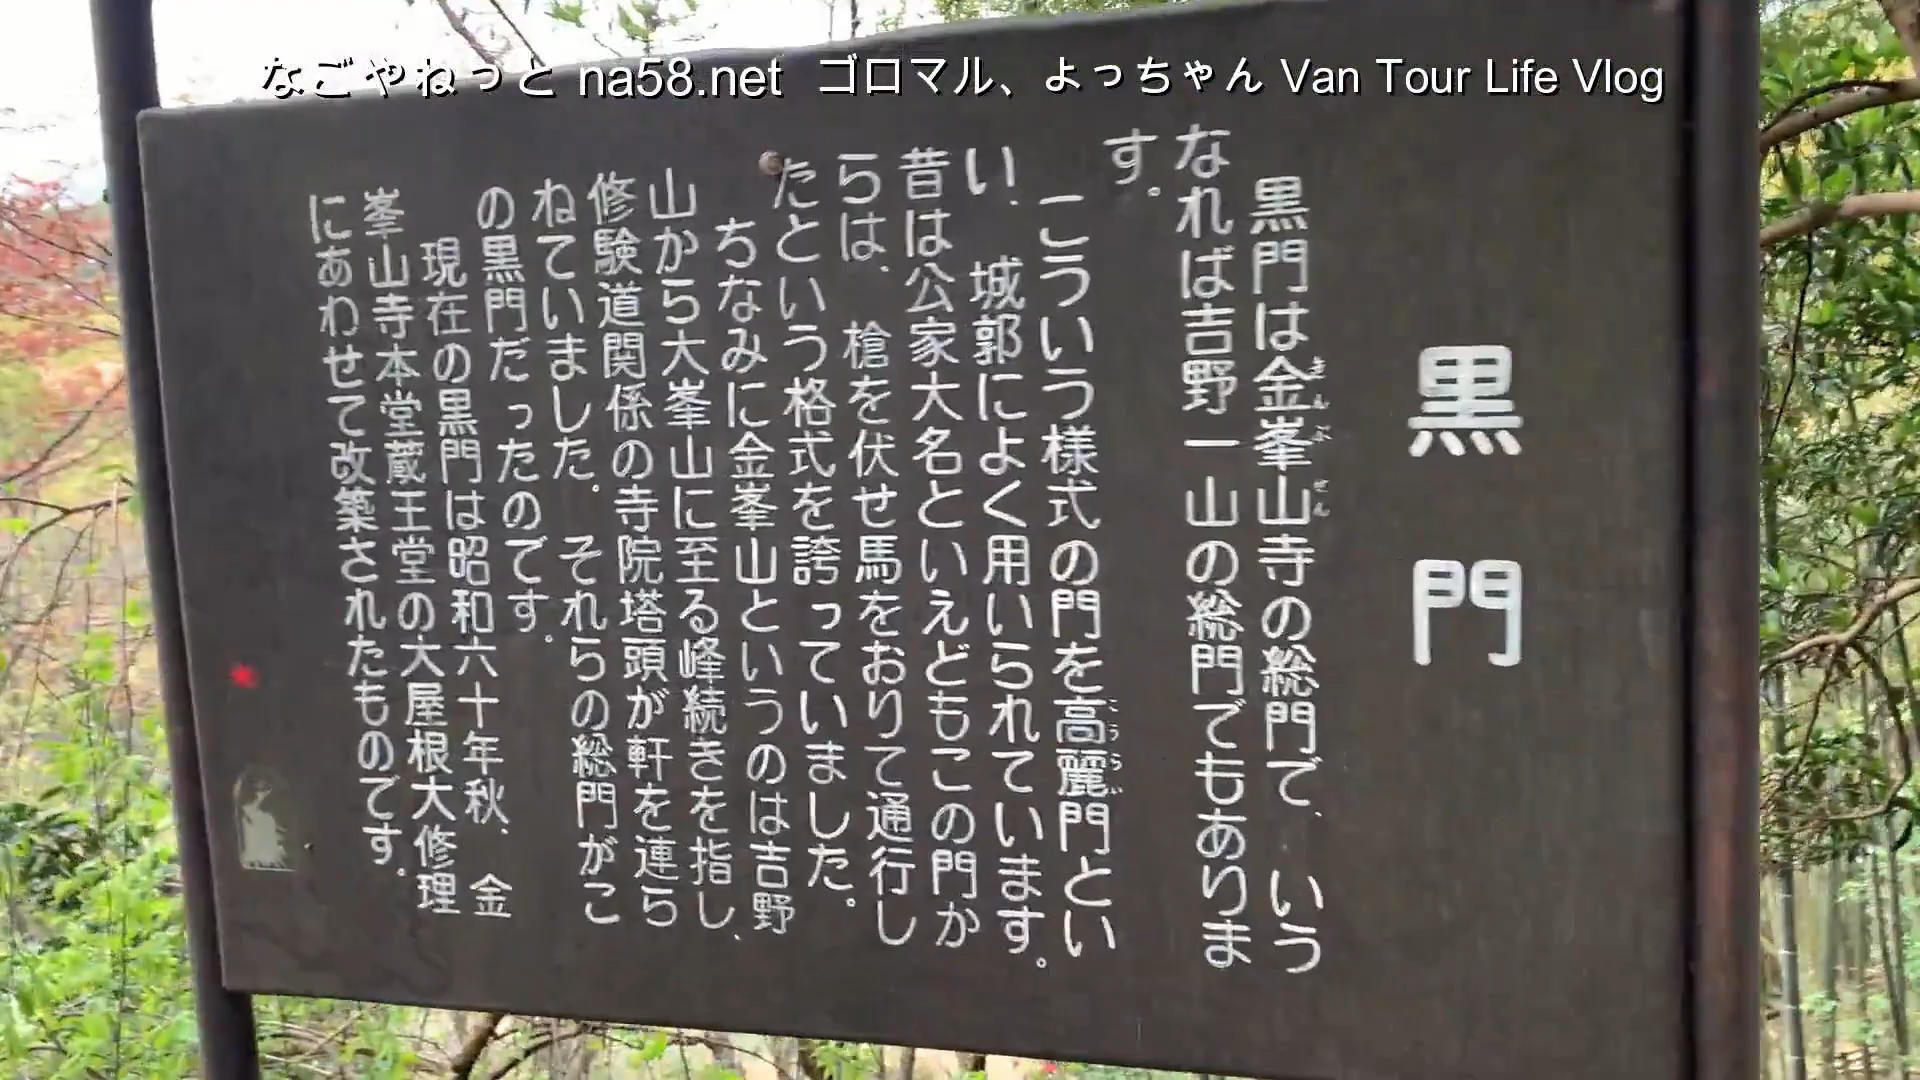 なごやねっと na58.net ゴロマル、よっちゃん Van Tour Life Vlog
黒門
黒門は金峯山寺の総門で、いう
きんぷせん
なれば吉野一山の総門でもありま
す。
こういう様式の門を高麗門とい
こうらい
い、城郭によく用いられています。
昔は公家大名といえどもこの門か
らは、槍を伏せ馬をおりて通行し
たという格式を誇っていました。
ちなみに金峯山というのは吉野
山から大峯山に至る峰続きを指し、
修験道関係の寺院塔頭が軒を連ら
ねていました。それらの総門がこ
の黒門だったのです。
現在の黒門は昭和六十年秋、金
峯山寺本堂蔵王堂の大屋根大修理
にあわせて改築されたものです。